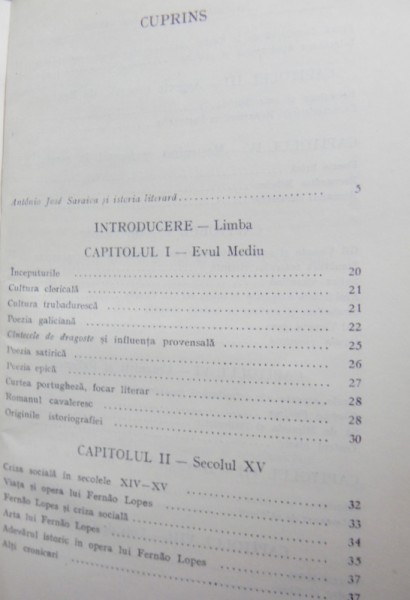 CUPRINS
António José Saraiva și istoria literară 5
INTRODUCERE — Limba
CAPITOLUL I — Evul Mediu
Începuturile 20
Cultura clericală 21
Cultura trubadurescă 21
Poezia galiciană 22
Cîntecele de dragoste și influența provensală 25
Poezia satirică 26
Poezia epică 27
Curtea portugheză, focar literar 28
Romanul cavaleresc 28
Originile istoriografiei 30
CAPITOLUL II — Secolul XV
Criza socială în secolele XIV—XV 32
Viața și opera lui Fernão Lopes 33
Fernão Lopes și criza socială 34
Arta lui Fernão Lopes 35
Adevărul istoric în opera lui Fernão Lopes 37
Alți cronicari 37